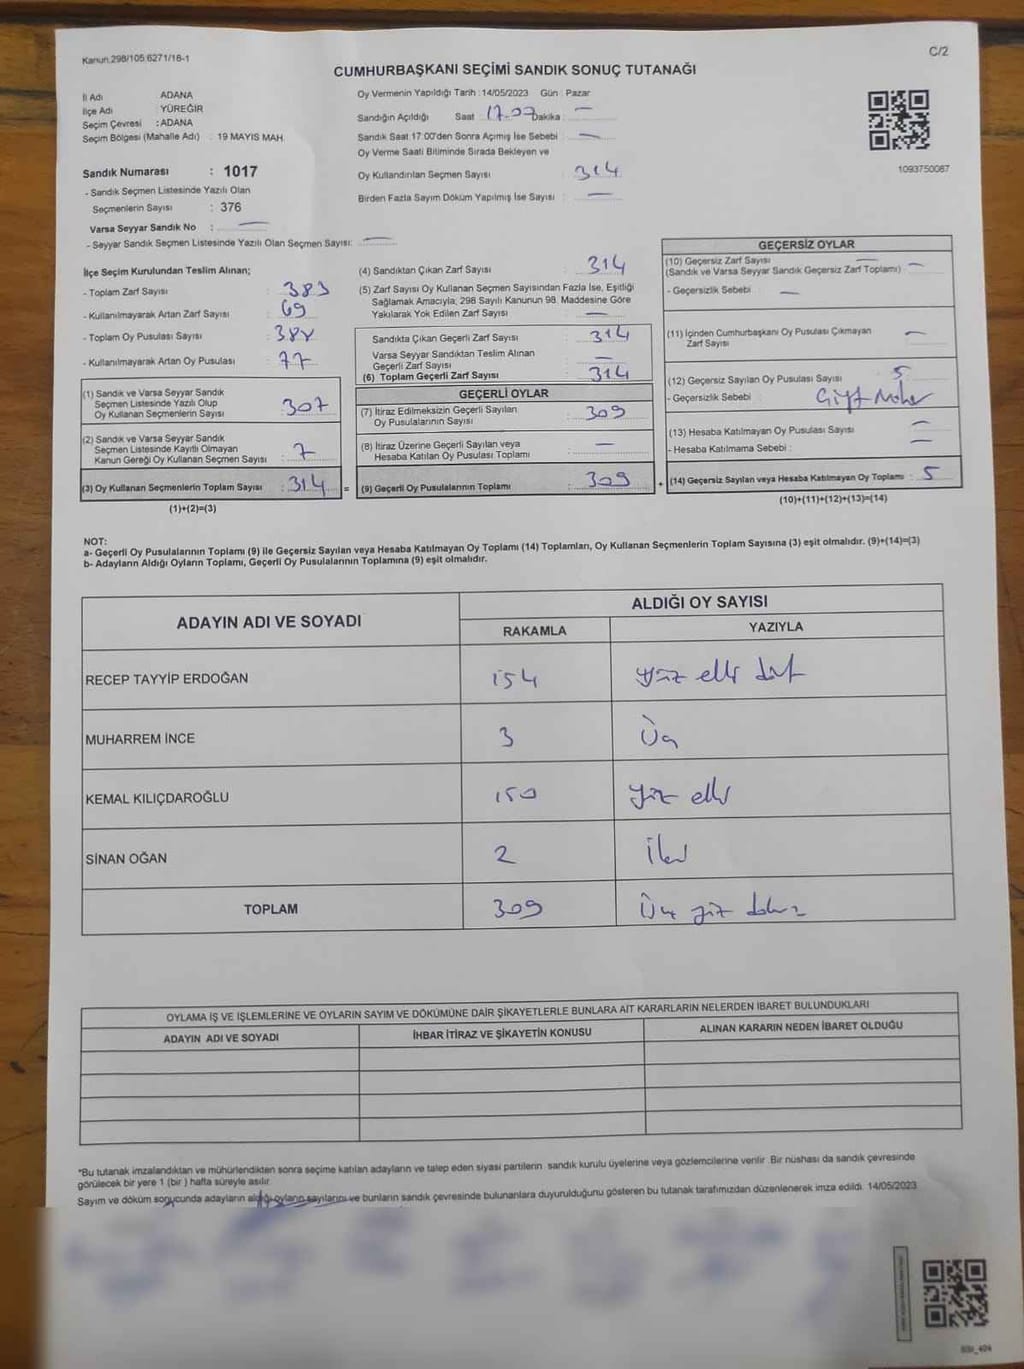 Kanun.298/105.6271/16-1
C/2
CUMHURBAŞKANI SEÇİMİ SANDIK SONUÇ TUTANAĞI
İl Adı ADANA
İlçe Adı YÜREĞİR
Seçim Çevresi : ADANA
Seçim Bölgesi (Mahalle Adı) : 19 MAYIS MAH.
Sandık Numarası : 1017
- Sandık Seçmen Listesinde Yazılı Olan
Seçmenlerin Sayısı : 376
Varsa Seyyar Sandık No : —
- Seyyar Sandık Seçmen Listesinde Yazılı Olan Seçmen Sayısı: —
Oy Vermenin Yapıldığı Tarih : 14/05/2023 Gün : Pazar
Sandığın Açıldığı Saat : 17.07 Dakika : —
Sandık Saat 17:00'den Sonra Açımış İse Sebebi : —
Oy Verme Saati Bitiminde Sırada Bekleyen ve
Oy Kullandırılan Seçmen Sayısı : 314
Birden Fazla Sayım Döküm Yapılmış İse Sayısı : —
1093750087
İlçe Seçim Kurulundan Teslim Alınan;
- Toplam Zarf Sayısı : 383
- Kullanılmayarak Artan Zarf Sayısı : 69
- Toplam Oy Pusulası Sayısı :
- Kullanılmayarak Artan Oy Pusulası : 77
(1) Sandık ve Varsa Seyyar Sandık
Seçmen Listesinde Yazılı Olup
Oy Kullanan Seçmenlerin Sayısı : 307
(2) Sandık ve Varsa Seyyar Sandık
Seçmen Listesinde Kayıtlı Olmayan
Kanun Gereği Oy Kullanan Seçmen Sayısı : 7
(3) Oy Kullanan Seçmenlerin Toplam Sayısı : 314 =
(1)+(2)=(3)
(4) Sandıktan Çıkan Zarf Sayısı : 314
(5) Zarf Sayısı Oy Kullanan Seçmen Sayısından Fazla İse, Eşitliği
Sağlamak Amacıyla, 298 Sayılı Kanunun 98. Maddesine Göre
Yakılarak Yok Edilen Zarf Sayısı : —
Sandıkta Çıkan Geçerli Zarf Sayısı : 314
Varsa Seyyar Sandıktan Teslim Alınan
Geçerli Zarf Sayısı : —
(6) Toplam Geçerli Zarf Sayısı : 314
GEÇERLİ OYLAR
(7) İtiraz Edilmeksizin Geçerli Sayılan
Oy Pusulalarının Sayısı : 309
(8) İtiraz Üzerine Geçerli Sayılan veya
Hesaba Katılan Oy Pusulası Toplamı : —
(9) Geçerli Oy Pusulalarının Toplamı : 309 +
GEÇERSİZ OYLAR
(10) Geçersiz Zarf Sayısı : —
(Sandık ve Varsa Seyyar Sandık Geçersiz Zarf Toplamı) —
- Geçersizlik Sebebi : —
(11) İçinden Cumhurbaşkanı Oy Pusulası Çıkmayan
Zarf Sayısı : —
(12) Geçersiz Sayılan Oy Pusulası Sayısı : 5
- Geçersizlik Sebebi : Çift Mühür
(13) Hesaba Katılmayan Oy Pusulası Sayısı : —
- Hesaba Katılmama Sebebi : —
(14) Geçersiz Sayılan veya Hesaba Katılmayan Oy Toplamı : 5
(10)+(11)+(12)+(13)=(14)
NOT:
a- Geçerli Oy Pusulalarının Toplamı (9) ile Geçersiz Sayılan veya Hesaba Katılmayan Oy Toplamı (14) Toplamları, Oy Kullanan Seçmenlerin Toplam Sayısına (3) eşit olmalıdır. (9)+(14)=(3)
b- Adayların Aldığı Oyların Toplamı, Geçerli Oy Pusulalarının Toplamına (9) eşit olmalıdır.
ADAYIN ADI VE SOYADI
ALDIĞI OY SAYISI
RAKAMLA YAZIYLA
RECEP TAYYİP ERDOĞAN 154 yüz elli dört
MUHARREM İNCE 3 Üç
KEMAL KILIÇDAROĞLU 150 yüz elli
SİNAN OĞAN 2 İki
TOPLAM 309 Üç yüz dokuz
OYLAMA İŞ VE İŞLEMLERİNE VE OYLARIN SAYIM VE DÖKÜMÜNE DAİR ŞİKAYETLERLE BUNLARA AİT KARARLARIN NELERDEN İBARET BULUNDUKLARI
ADAYIN ADI VE SOYADI İHBAR İTİRAZ VE ŞİKAYETİN KONUSU ALINAN KARARIN NEDEN İBARET OLDUĞU
*Bu tutanak imzalandıktan ve mühürlendikten sonra seçime katılan adayların ve talep eden siyasi partilerin sandık kurulu üyelerine veya gözlemcilerine verilir. Bir nüshası da sandık çevresinde
görülecek bir yere 1 (bir ) hafta süreyle asılır.
Sayım ve döküm sonucunda adayların aldığı oyların sayılarını ve bunların sandık çevresinde bulunanlara duyurulduğunu gösteren bu tutanak tarafımızdan düzenlenerek imza edildi. 14/05/2023